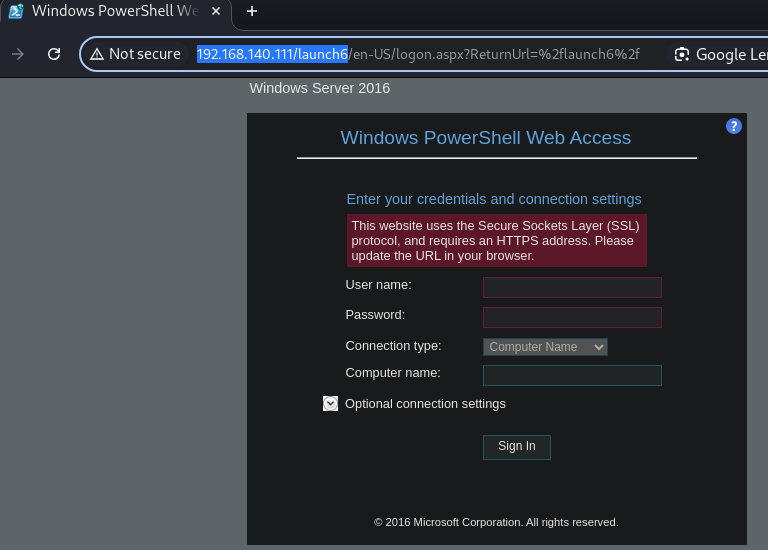 Windows PowerShell We
Not secure 192.168.140.111/launch6/en-US/logon.aspx?ReturnUrl=%2flaunch6%2f Google Le
Windows Server 2016
Windows PowerShell Web Access
Enter your credentials and connection settings
This website uses the Secure Sockets Layer (SSL)
protocol, and requires an HTTPS address. Please
update the URL in your browser.
User name:
Password:
Connection type: Computer Name
Computer name:
Optional connection settings
Sign In
© 2016 Microsoft Corporation. All rights reserved.